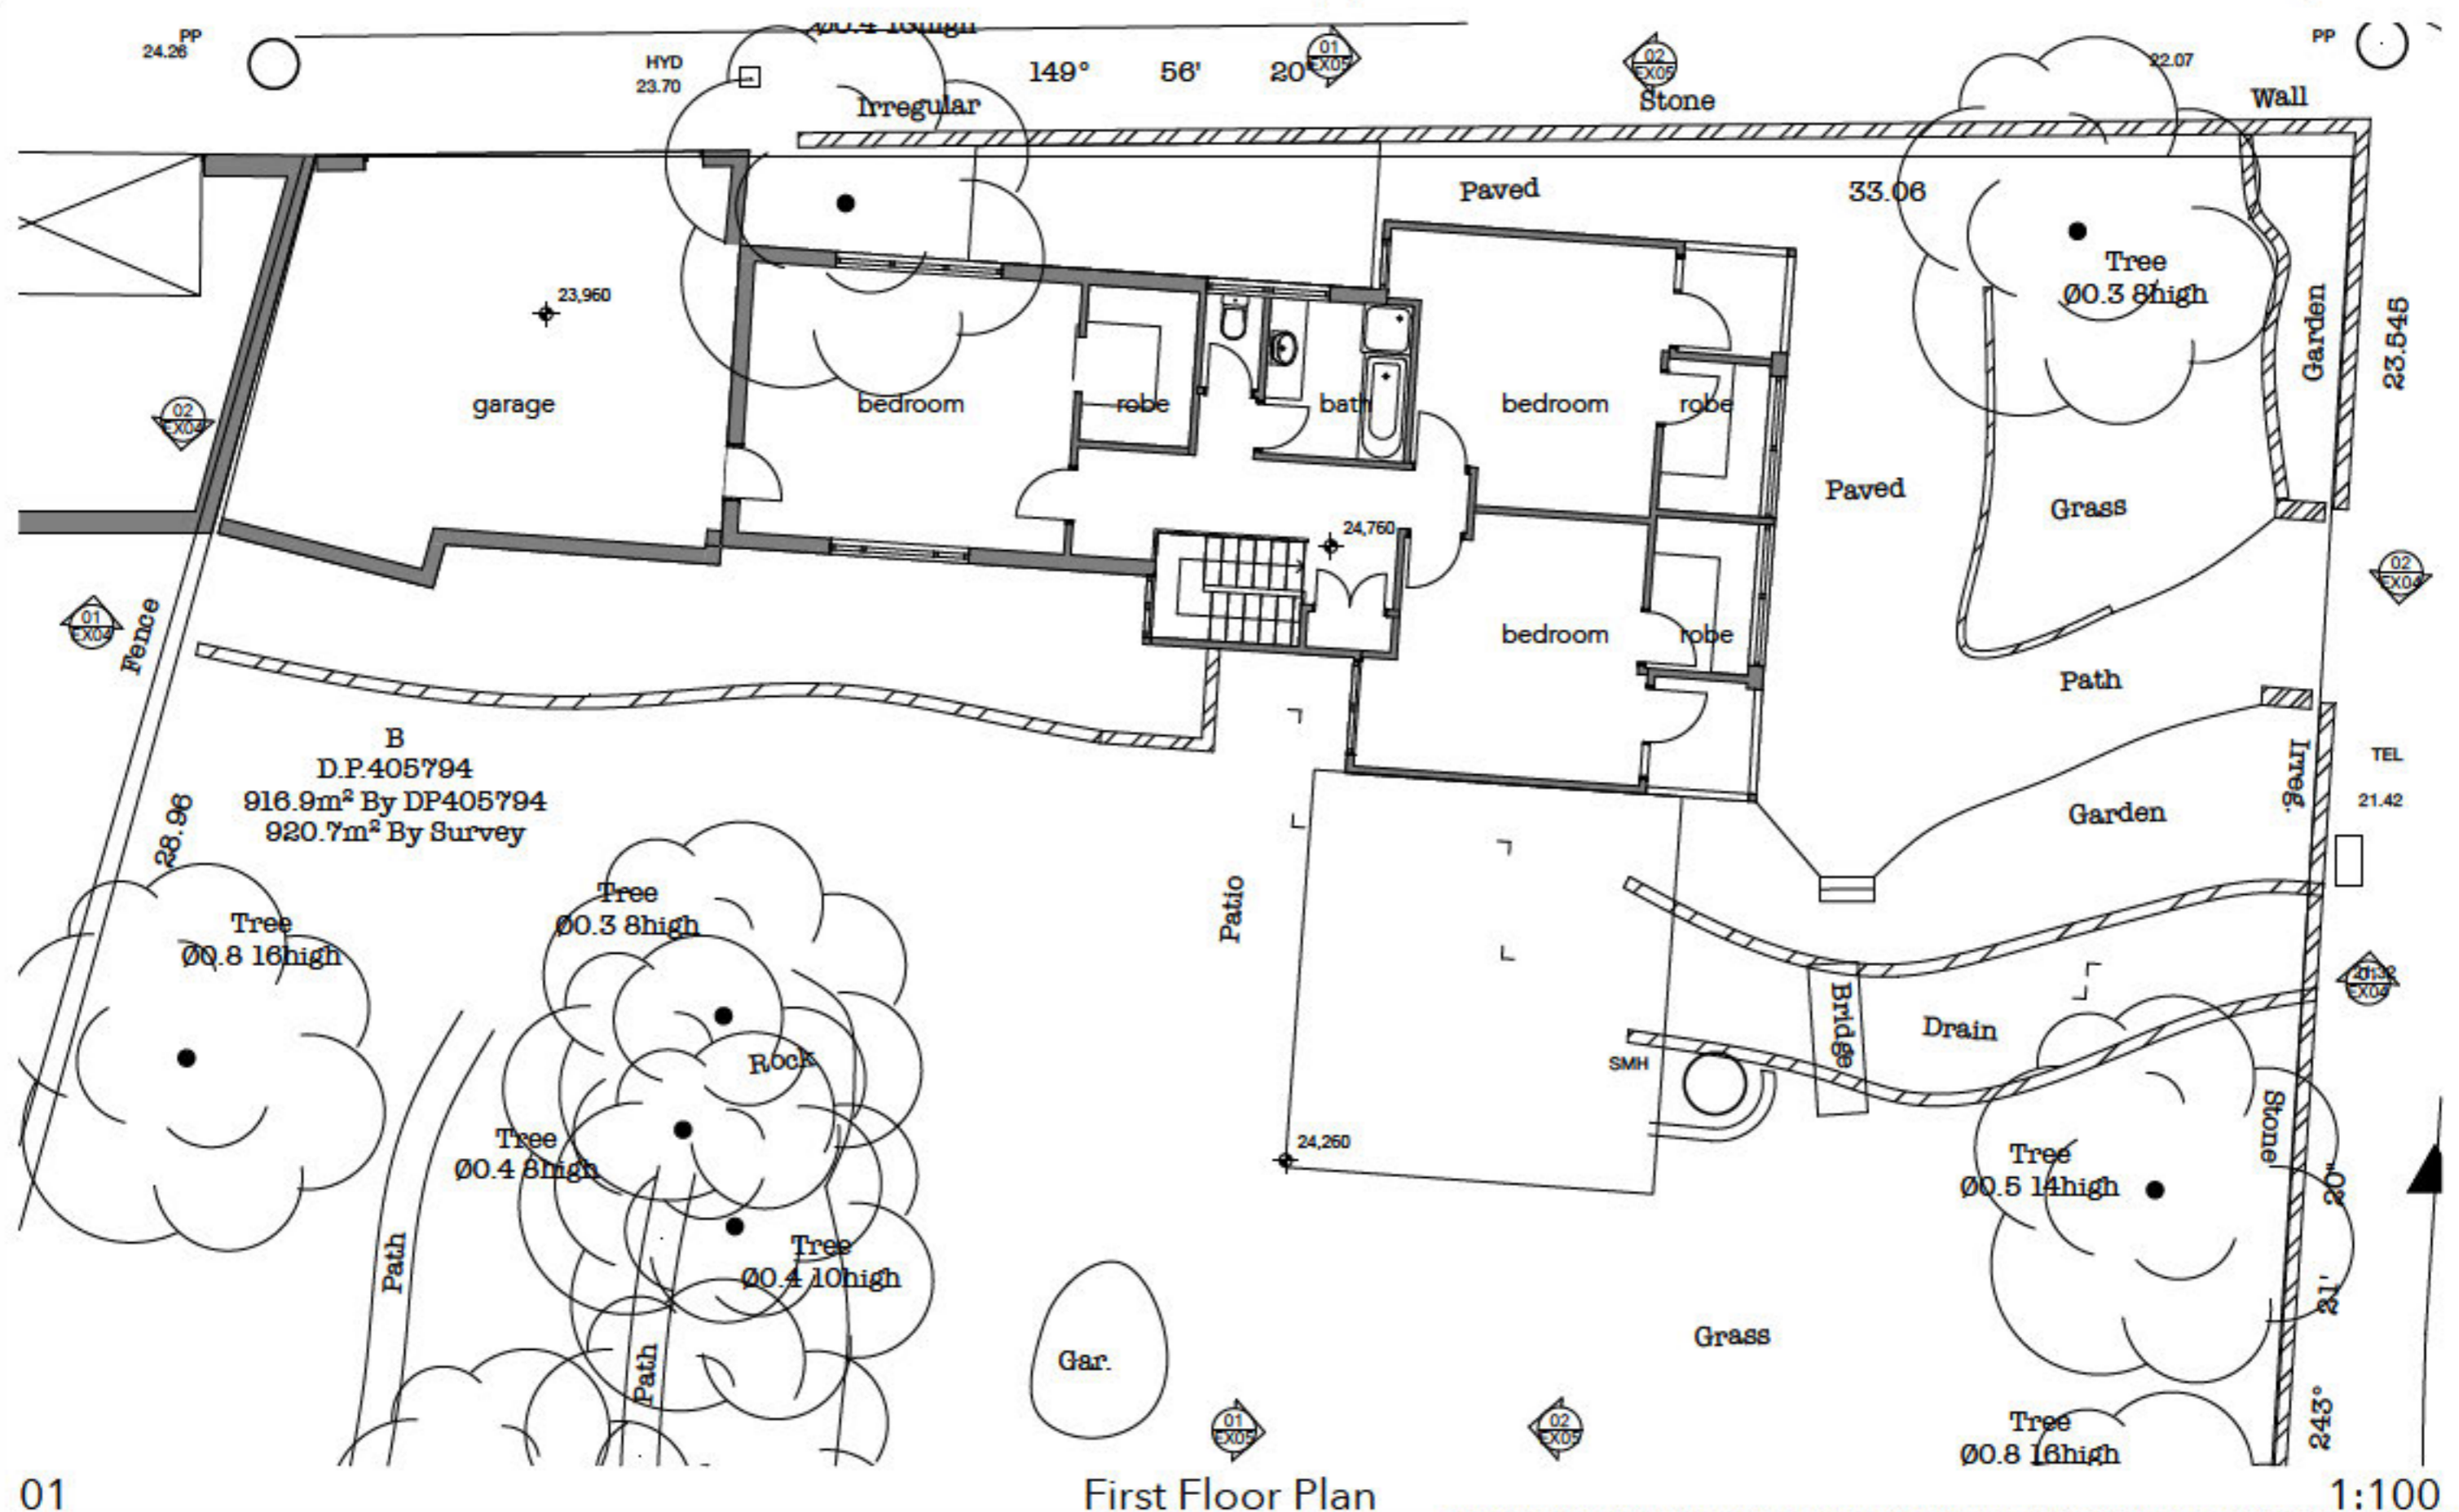 PP
24.26
Ø0.4 16high
HYD
23.70
149° 56' 20"
01
EX05
02
EX05
22.07
PP
Irregular
Stone
Wall
Paved
33.06
Tree
Ø0.3 8high
Garden
23.545
23,960
garage
bedroom
robe
bath
bedroom
robe
02
EX04
Paved
Grass
24,760
02
EX04
01
EX04
Fence
bedroom
robe
Path
B
D.P.405794
916.9m² By DP405794
920.7m² By Survey
28.96
Irreg.
TEL
21.42
Garden
Patio
Tree
Ø0.3 8high
Tree
Ø0.8 16high
EX04
Bridge
Drain
Rock
SMH
Tree
Ø0.4 8high
24,260
Stone
Tree
Ø0.5 14high
20"
Tree
Ø0.4 10high
Path
21'
Grass
Gar.
Path
01
EX05
02
EX05
Tree
Ø0.8 16high
243°
01
First Floor Plan
1:100